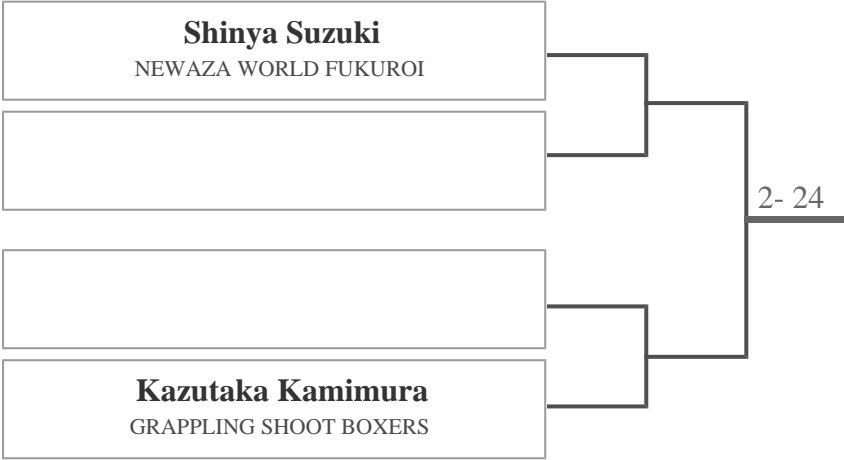 Shinya Suzuki
NEWAZA WORLD FUKUROI
2- 24
Kazutaka Kamimura
GRAPPLING SHOOT BOXERS